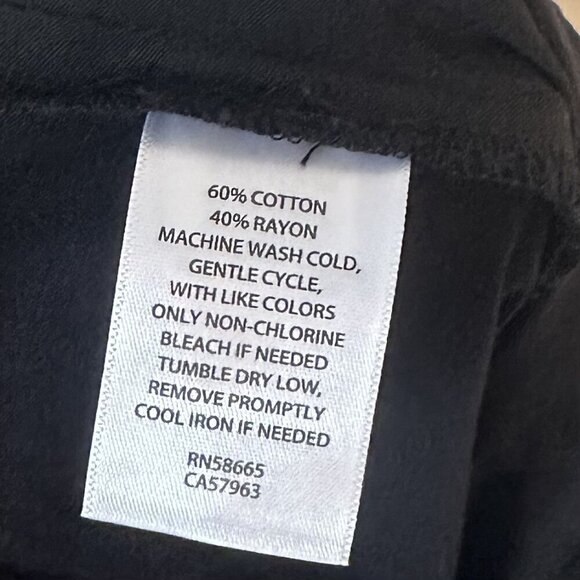 60% COTTON
40% RAYON
MACHINE WASH COLD,
GENTLE CYCLE,
WITH LIKE COLORS
ONLY NON-CHLORINE
BLEACH IF NEEDED
TUMBLE DRY LOW,
REMOVE PROMPTLY
COOL IRON IF NEEDED
RN58665
CA57963